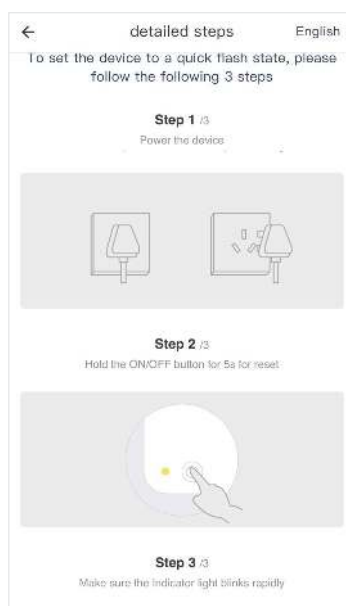 detailed steps
English
To set the device to a quick flash state, please
follow the following 3 steps
Step 1 /3
Power the device
Step 2 /3
Hold the ON/OFF button for 5s for reset
Step 3 /3
Make sure the indicator light blinks rapidly